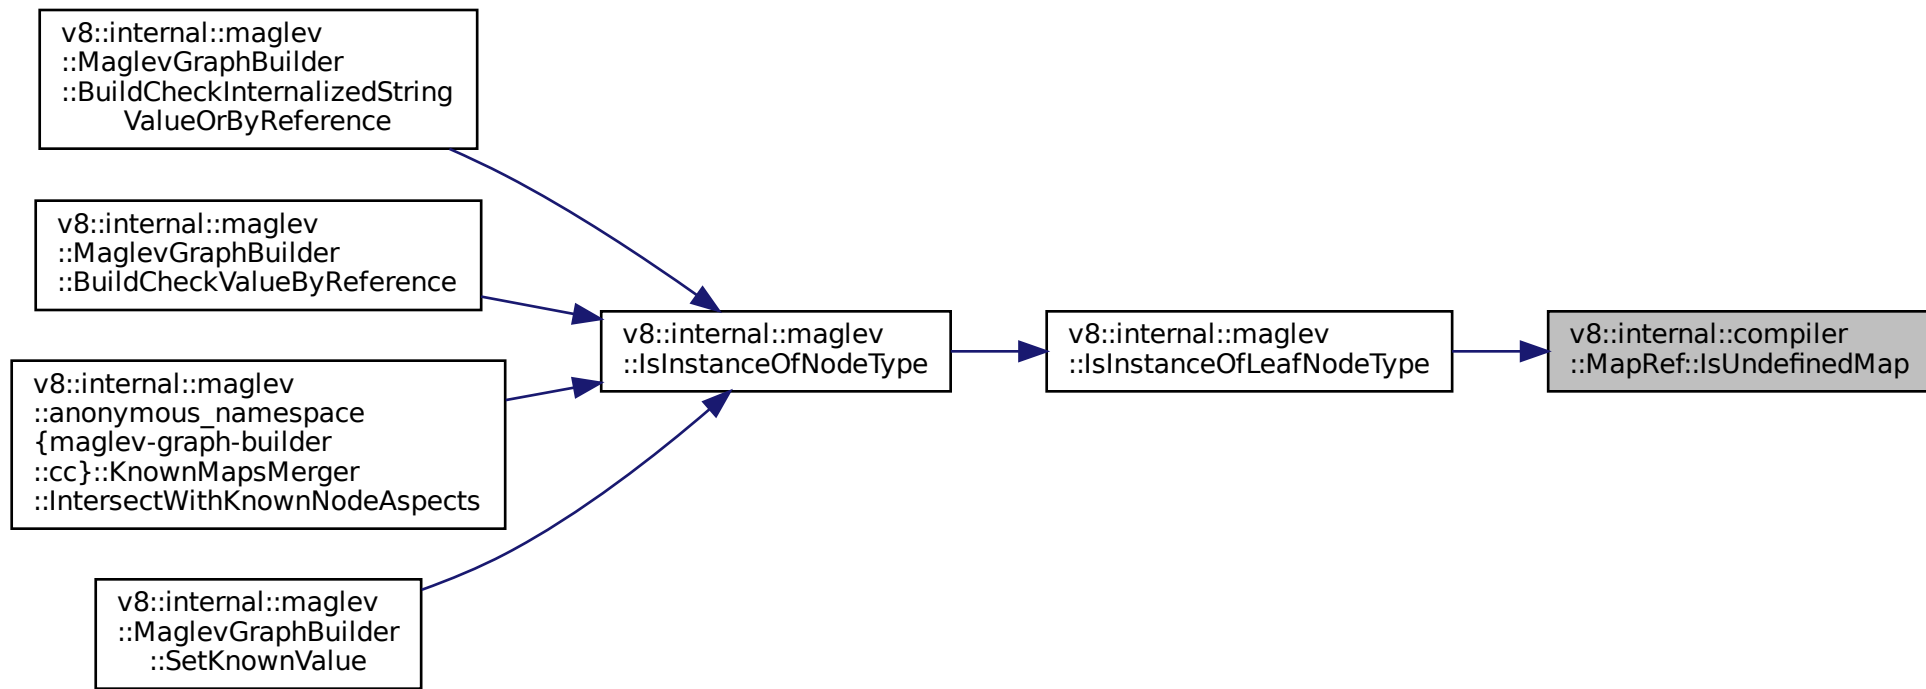 v8::internal::maglev
::MaglevGraphBuilder
::BuildCheckInternalizedString
ValueOrByReference
v8::internal::maglev
::MaglevGraphBuilder
::BuildCheckValueByReference
v8::internal::maglev
::anonymous_namespace
{maglev-graph-builder
::cc}::KnownMapsMerger
::IntersectWithKnownNodeAspects
v8::internal::maglev
::MaglevGraphBuilder
::SetKnownValue
v8::internal::maglev
::IsInstanceOfNodeType
v8::internal::maglev
::IsInstanceOfLeafNodeType
v8::internal::compiler
::MapRef::IsUndefinedMap